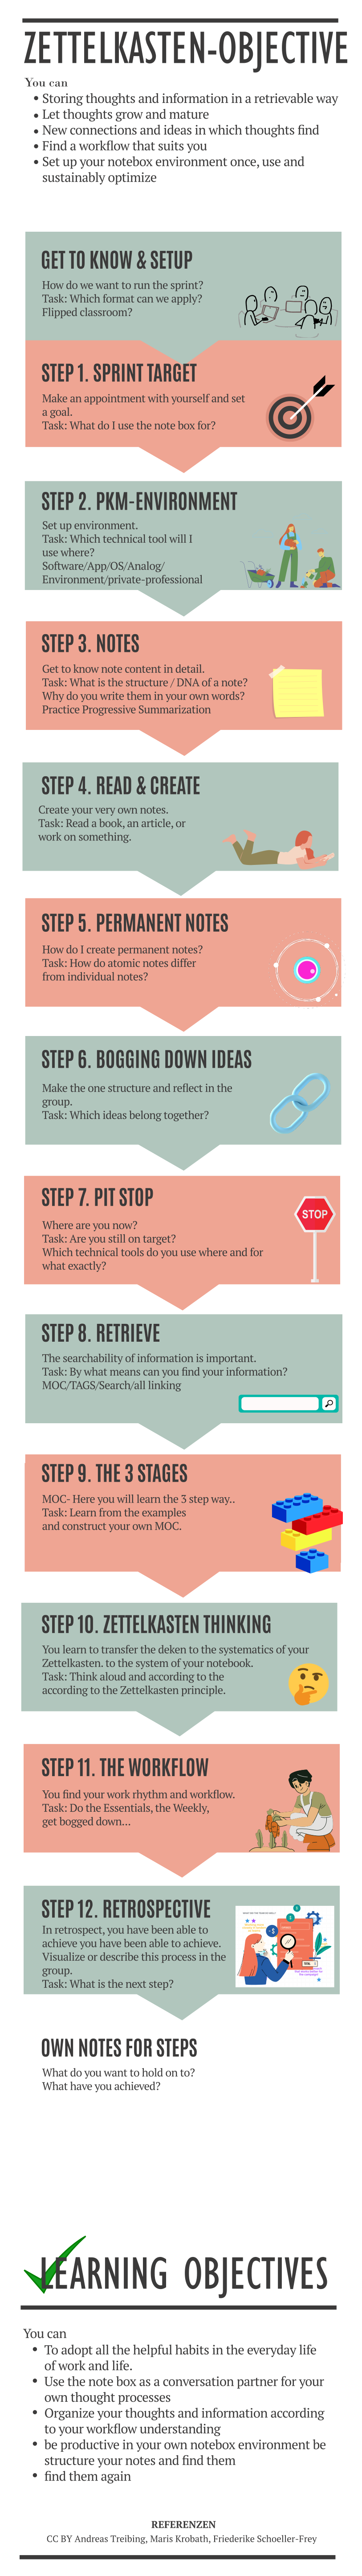 ZETTELKASTEN-OBJECTIVE
You can
• Storing thoughts and information in a retrievable way
• Let thoughts grow and mature
• New connections and ideas in which thoughts find
• Find a workflow that suits you
• Set up your notebox environment once, use and
sustainably optimize
GET TO KNOW & SETUP
How do we want to run the sprint?
Task: Which format can we apply?
Flipped classroom?
STEP 1. SPRINT TARGET
Make an appointment with yourself and set
a goal.
Task: What do I use the note box for?
STEP 2. PKM-ENVIRONMENT
Set up environment.
Task: Which technical tool will I
use where?
Software/App/OS/Analog/
Environment/private-professional
STEP 3. NOTES
Get to know note content in detail.
Task: What is the structure / DNA of a note?
Why do you write them in your own words?
Practice Progressive Summarization
STEP 4. READ & CREATE
Create your very own notes.
Task: Read a book, an article, or
work on something.
STEP 5. PERMANENT NOTES
How do I create permanent notes?
Task: How do atomic notes differ
from individual notes?
STEP 6. BOGGING DOWN IDEAS
Make the one structure and reflect in the
group.
Task: Which ideas belong together?
STEP 7. PIT STOP
Where are you now?
Task: Are you still on target?
Which technical tools do you use where and for
what exactly?
STOP
STEP 8. RETRIEVE
The searchability of information is important.
Task: By what means can you find your information?
MOC/TAGS/Search/all linking
STEP 9. THE 3 STAGES
MOC- Here you will learn the 3 step way..
Task: Learn from the examples
and construct your own MOC.
STEP 10. ZETTELKASTEN THINKING
You learn to transfer the deken to the systematics of your
Zettelkasten. to the system of your notebook.
Task: Think aloud and according to the
according to the Zettelkasten principle.
STEP 11. THE WORKFLOW
You find your work rhythm and workflow.
Task: Do the Essentials, the Weekly,
get bogged down...
STEP 12. RETROSPECTIVE
In retrospect, you have been able to
achieve you have been able to achieve.
Visualize or describe this process in the
group.
Task: What is the next step?
OWN NOTES FOR STEPS
What do you want to hold on to?
What have you achieved?
LEARNING OBJECTIVES
You can
• To adopt all the helpful habits in the everyday life
of work and life.
• Use the note box as a conversation partner for your
own thought processes
• Organize your thoughts and information according
to your workflow understanding
• be productive in your own notebox environment be
structure your notes and find them
• find them again
REFERENZEN
CC BY Andreas Treibing, Maris Krobath, Friederike Schoeller-Frey